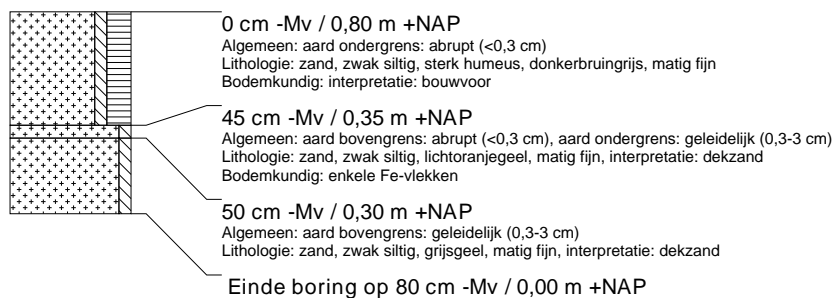 0 cm -Mv / 0,80 m +NAP
Algemeen: aard ondergrens: abrupt (<0,3 cm)
Lithologie: zand, zwak siltig, sterk humeus, donkerbruingrijs, matig fijn
Bodemkundig: interpretatie: bouwvoor
45 cm -Mv / 0,35 m +NAP
Algemeen: aard bovengrens: abrupt (<0,3 cm), aard ondergrens: geleidelijk (0,3-3 cm)
Lithologie: zand, zwak siltig, lichtoranjegeel, matig fijn, interpretatie: dekzand
Bodemkundig: enkele Fe-vlekken
50 cm -Mv / 0,30 m +NAP
Algemeen: aard bovengrens: geleidelijk (0,3-3 cm)
Lithologie: zand, zwak siltig, grijsgeel, matig fijn, interpretatie: dekzand
Einde boring op 80 cm -Mv / 0,00 m +NAP